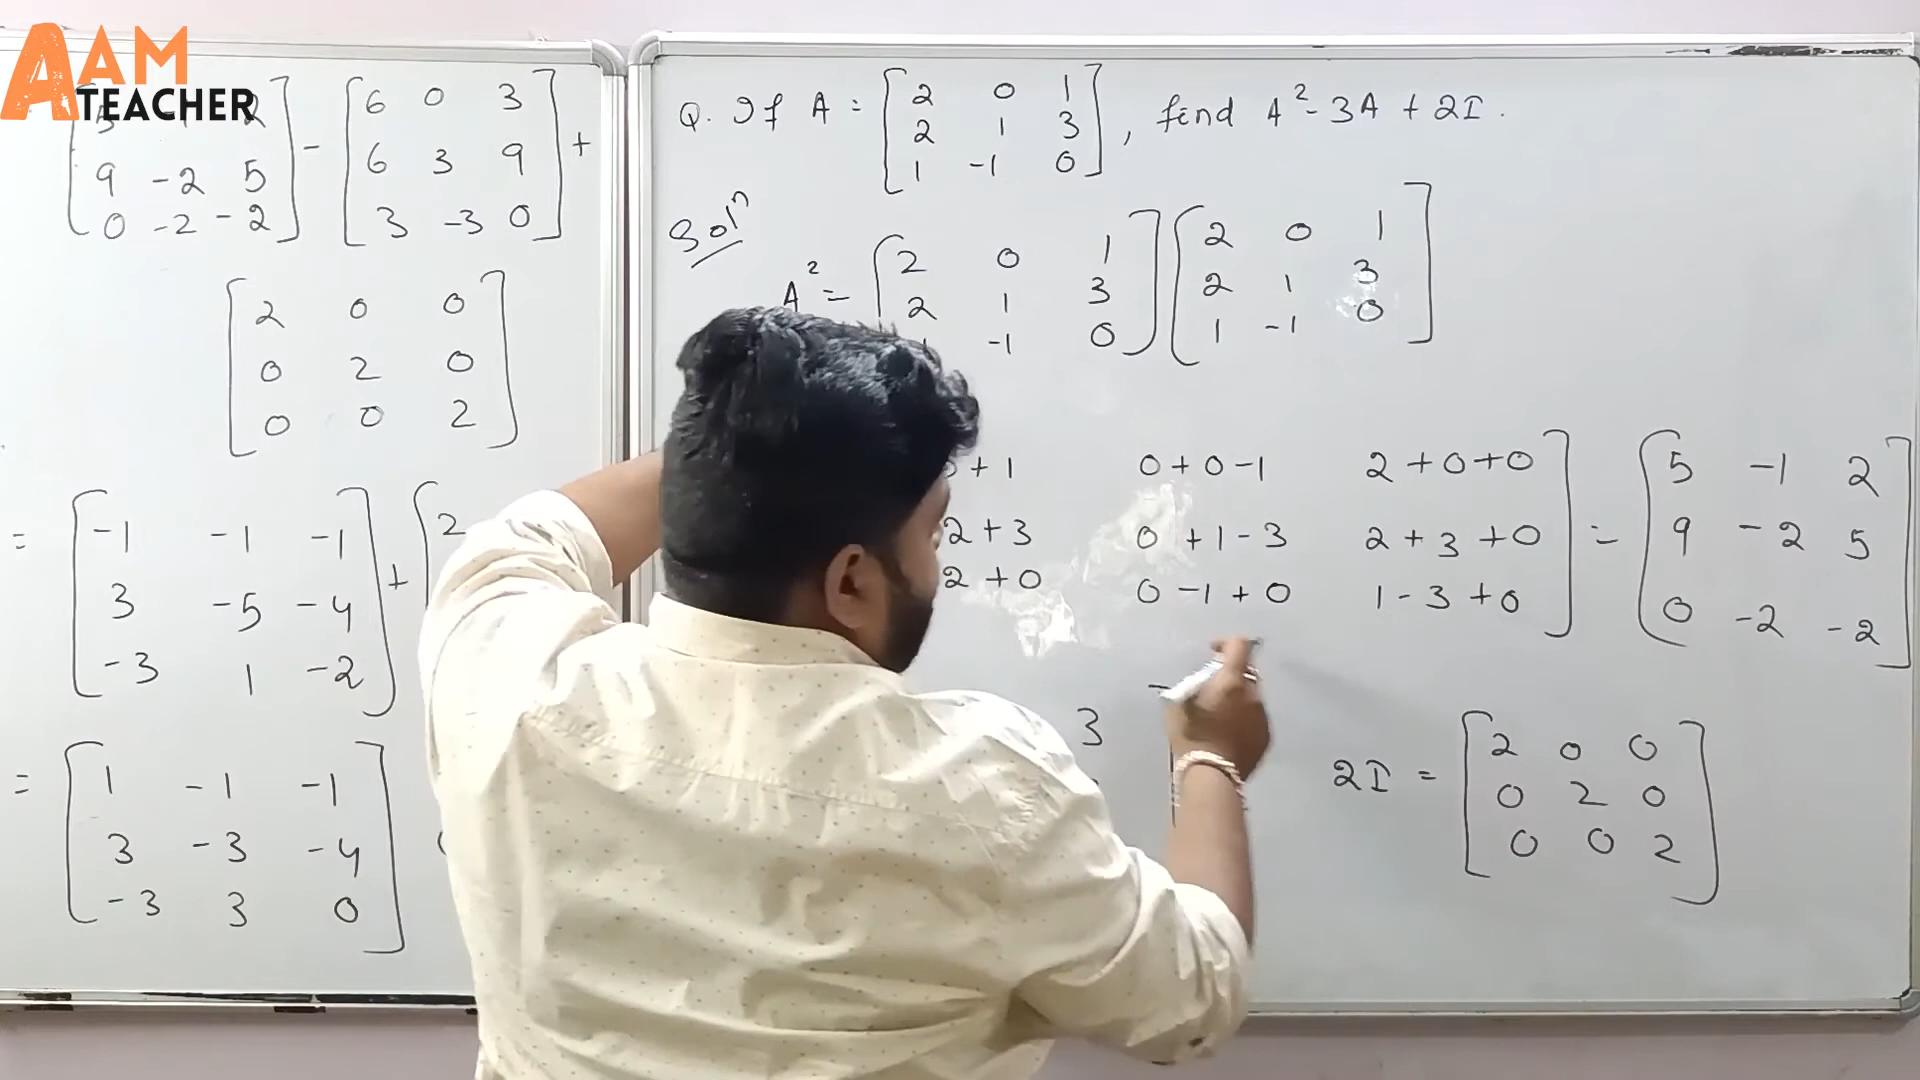 AAM
TEACHER
2
9 -2 5
0 -2 -2
-
6 0 3
6 3 9
3 -3 0
+
2 0 0
0 2 0
0 0 2
=
-1 -1 -1
3 -5 -4
-3 1 -2
+
2
=
1 -1 -1
3 -3 -4
-3 3 0
Q. If A = 2 0 1
2 1 3
1 -1 0
, find A² - 3A + 2I.
Solⁿ
A² =
2 0 1
2 1 3
-1 0
2 0 1
2 1 3
1 -1 0
+ 1 0 + 0 - 1 2 + 0 + 0
2 + 3 0 + 1 - 3 2 + 3 + 0
2 + 0 0 - 1 + 0 1 - 3 + 0
=
5 -1 2
9 -2 5
0 -2 -2
3
2I =
2 0 0
0 2 0
0 0 2